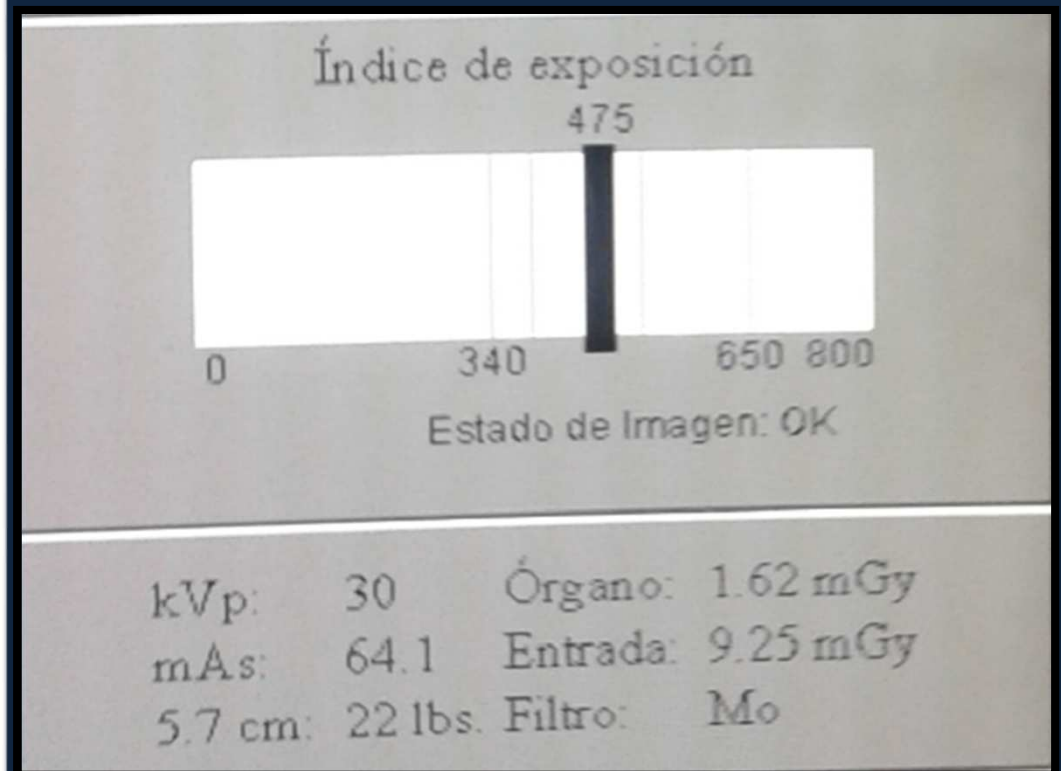 Índice de exposición
475
0 340 650 800
Estado de Imagen: OK
kVp: 30 Órgano: 1.62 mGy
mAs: 64.1 Entrada: 9.25 mGy
5.7 cm: 22 lbs. Filtro: Mo